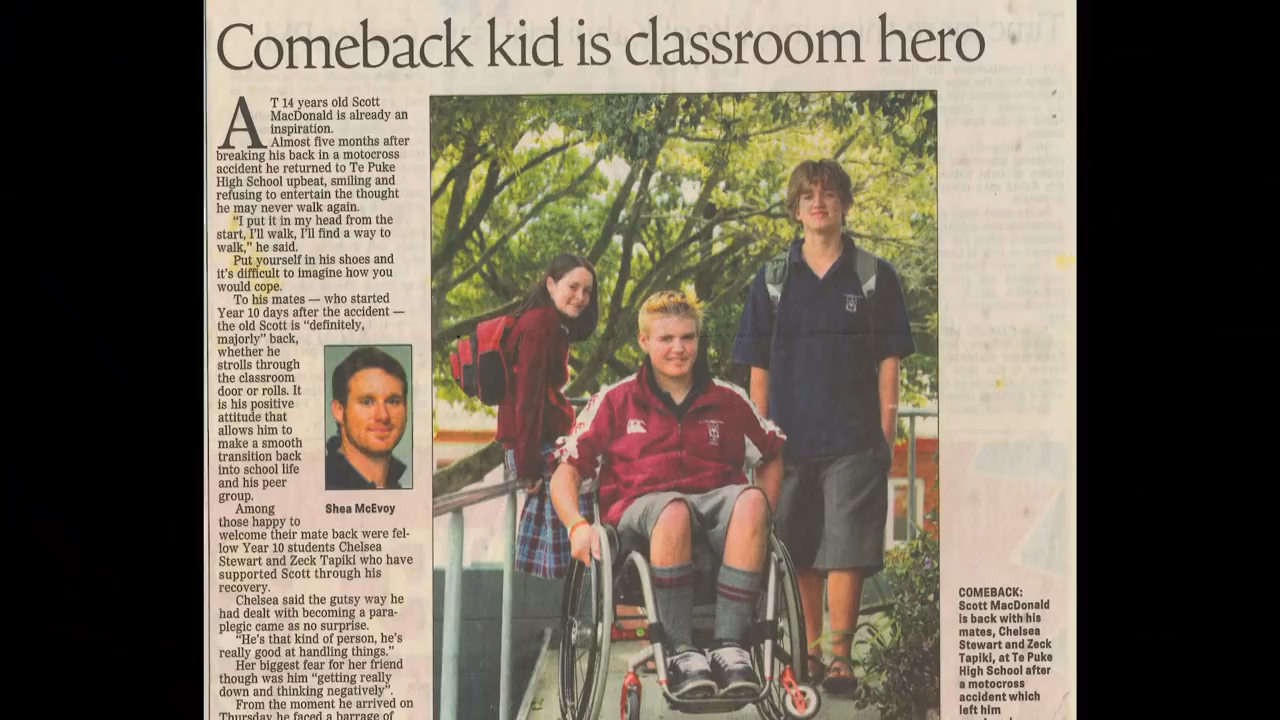 Comeback kid is classroom hero
AT 14 years old Scott
MacDonald is already an
inspiration.
Almost five months after
breaking his back in a motocross
accident he returned to Te Puke
High School upbeat, smiling and
refusing to entertain the thought
he may never walk again.
"I put it in my head from the
start, I'll walk, I'll find a way to
walk," he said.
Put yourself in his shoes and
it's difficult to imagine how you
would cope.
To his mates — who started
Year 10 days after the accident —
the old Scott is "definitely,
majorly" back,
whether he
strolls through
the classroom
door or rolls. It
is his positive
attitude that
allows him to
make a smooth
transition back
into school life
and his peer
group.
Among
those happy to
welcome their mate back were fel-
low Year 10 students Chelsea
Stewart and Zeck Tapiki who have
supported Scott through his
recovery.
Chelsea said the gutsy way he
had dealt with becoming a para-
plegic came as no surprise.
"He's that kind of person, he's
really good at handling things."
Her biggest fear for her friend
though was him "getting really
down and thinking negatively".
From the moment he arrived on
Thursday he faced a barrage of
Shea McEvoy
COMEBACK:
Scott MacDonald
is back with his
mates, Chelsea
Stewart and Zeck
Tapiki, at Te Puke
High School after
a motocross
accident which
left him